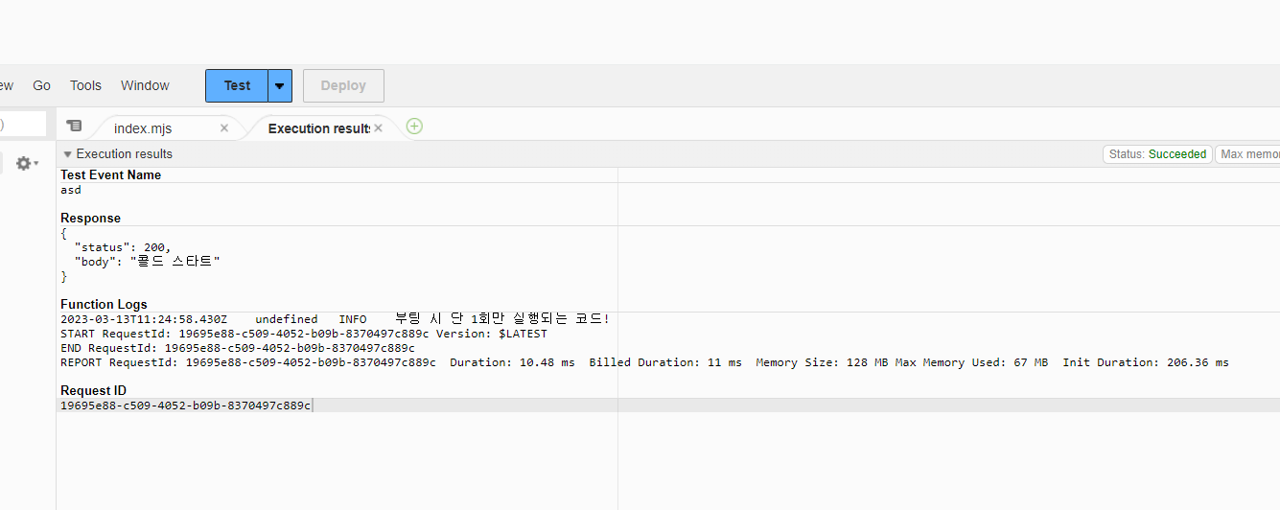 Go Tools Window Test Deploy
index.mjs Execution results
Execution results Status: Succeeded Max memor
Test Event Name
asd
Response
{
"status": 200,
"body": "콜드 스타트"
}
Function Logs
2023-03-13T11:24:58.430Z undefined INFO 부팅 시 단 1회만 실행되는 코드!
START RequestId: 19695e88-c509-4052-b09b-8370497c889c Version: $LATEST
END RequestId: 19695e88-c509-4052-b09b-8370497c889c
REPORT RequestId: 19695e88-c509-4052-b09b-8370497c889c Duration: 10.48 ms Billed Duration: 11 ms Memory Size: 128 MB Max Memory Used: 67 MB Init Duration: 206.36 ms
Request ID
19695e88-c509-4052-b09b-8370497c889c